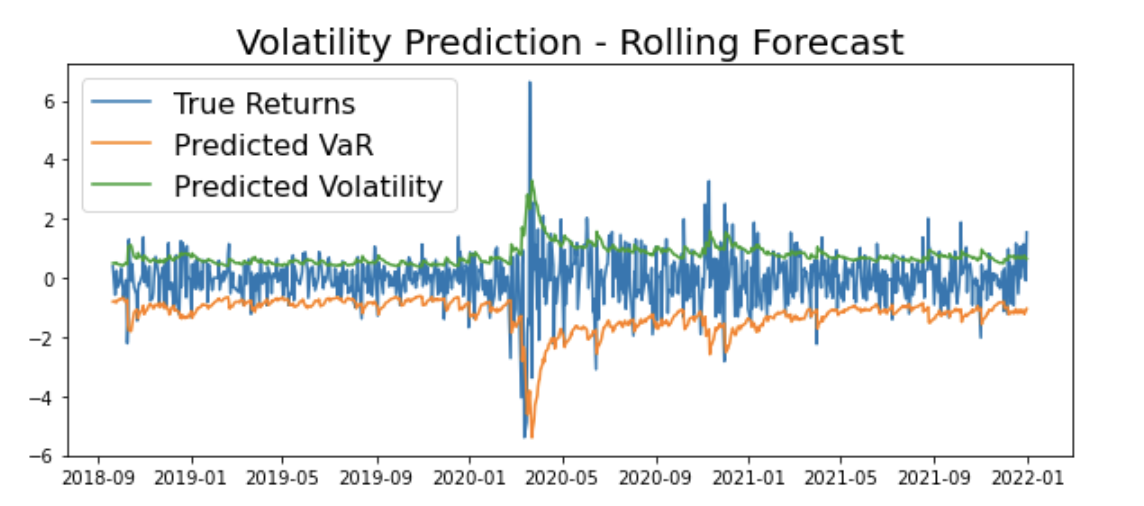 Volatility Prediction - Rolling Forecast
True Returns
Predicted VaR
Predicted Volatility
6
4
2
0
−2
−4
−6
2018-09 2019-01 2019-05 2019-09 2020-01 2020-05 2020-09 2021-01 2021-05 2021-09 2022-01